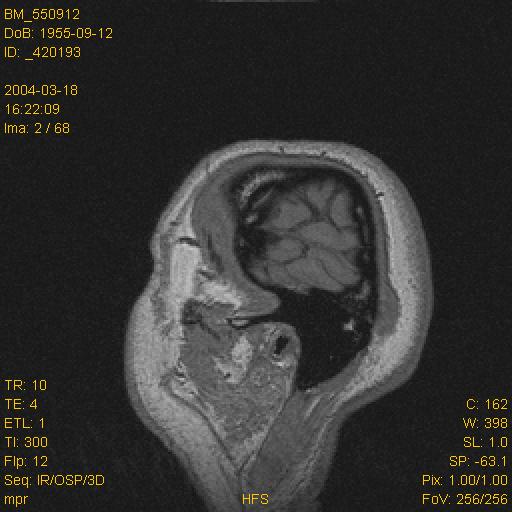 BM_550912
DoB: 1955-09-12
ID: _420193
2004-03-18
16:22:09
Ima: 2 / 68
TR: 10
TE: 4
ETL: 1
TI: 300
Flp: 12
Seq: IR/OSP/3D
mpr
HFS
C: 162
W: 398
SL: 1.0
SP: -63.1
Pix: 1.00/1.00
FoV: 256/256